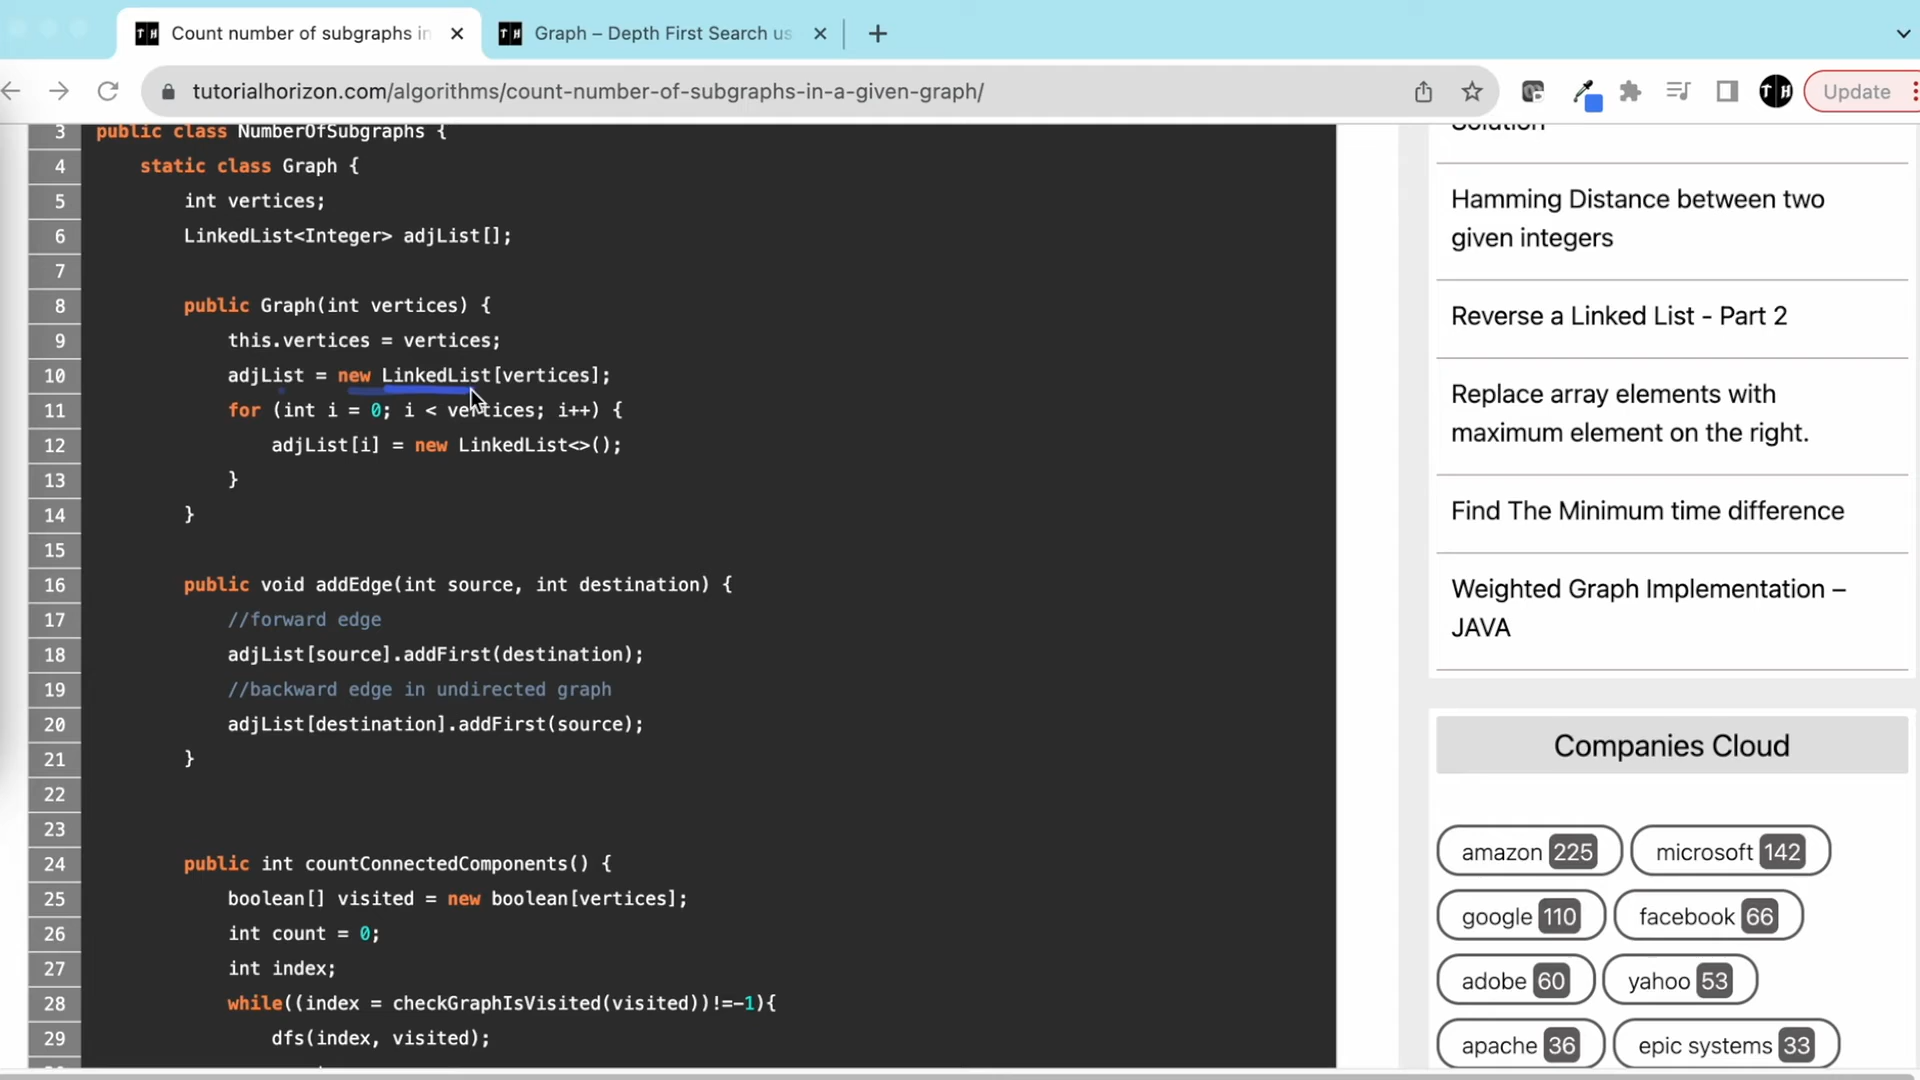 Count number of subgraphs in
Graph – Depth First Search us
tutorialhorizon.com/algorithms/count-number-of-subgraphs-in-a-given-graph/
Update
3 public class NumberOfSubgraphs {
4 static class Graph {
5 int vertices;
6 LinkedList<Integer> adjList[];
7
8 public Graph(int vertices) {
9 this.vertices = vertices;
10 adjList = new LinkedList[vertices];
11 for (int i = 0; i < vertices; i++) {
12 adjList[i] = new LinkedList<>();
13 }
14 }
15
16 public void addEdge(int source, int destination) {
17 //forward edge
18 adjList[source].addFirst(destination);
19 //backward edge in undirected graph
20 adjList[destination].addFirst(source);
21 }
22
23
24 public int countConnectedComponents() {
25 boolean[] visited = new boolean[vertices];
26 int count = 0;
27 int index;
28 while((index = checkGraphIsVisited(visited))!=-1){
29 dfs(index, visited);
Solution
Hamming Distance between two
given integers
Reverse a Linked List - Part 2
Replace array elements with
maximum element on the right.
Find The Minimum time difference
Weighted Graph Implementation –
JAVA
Companies Cloud
amazon 225 microsoft 142
google 110 facebook 66
adobe 60 yahoo 53
apache 36 epic systems 33